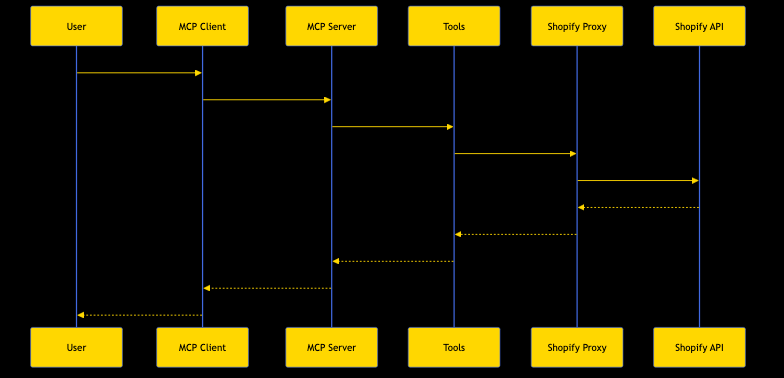 User
MCP Client
MCP Server
Tools
Shopify Proxy
Shopify API
User
MCP Client
MCP Server
Tools
Shopify Proxy
Shopify API